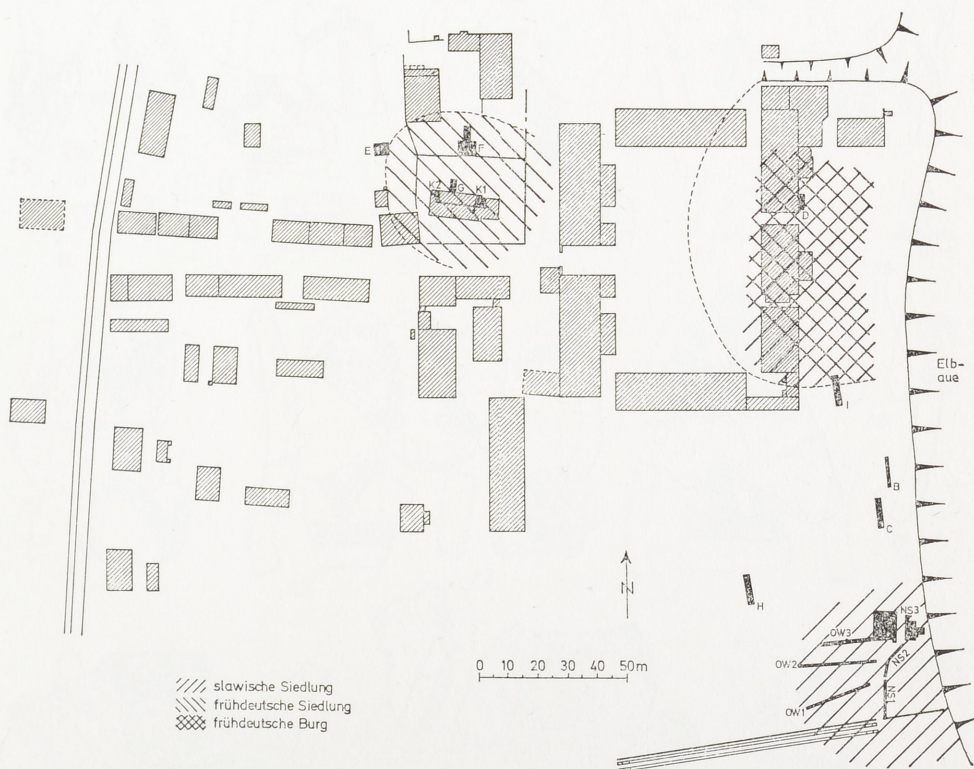 E
F
K2
G
K1
D
Elb-
aue
I
B
C
N
H
NS3
OW3
NS2
OW2
NS1
OW1
0 10 20 30 40 50m
slawische Siedlung
frühdeutsche Siedlung
frühdeutsche Burg